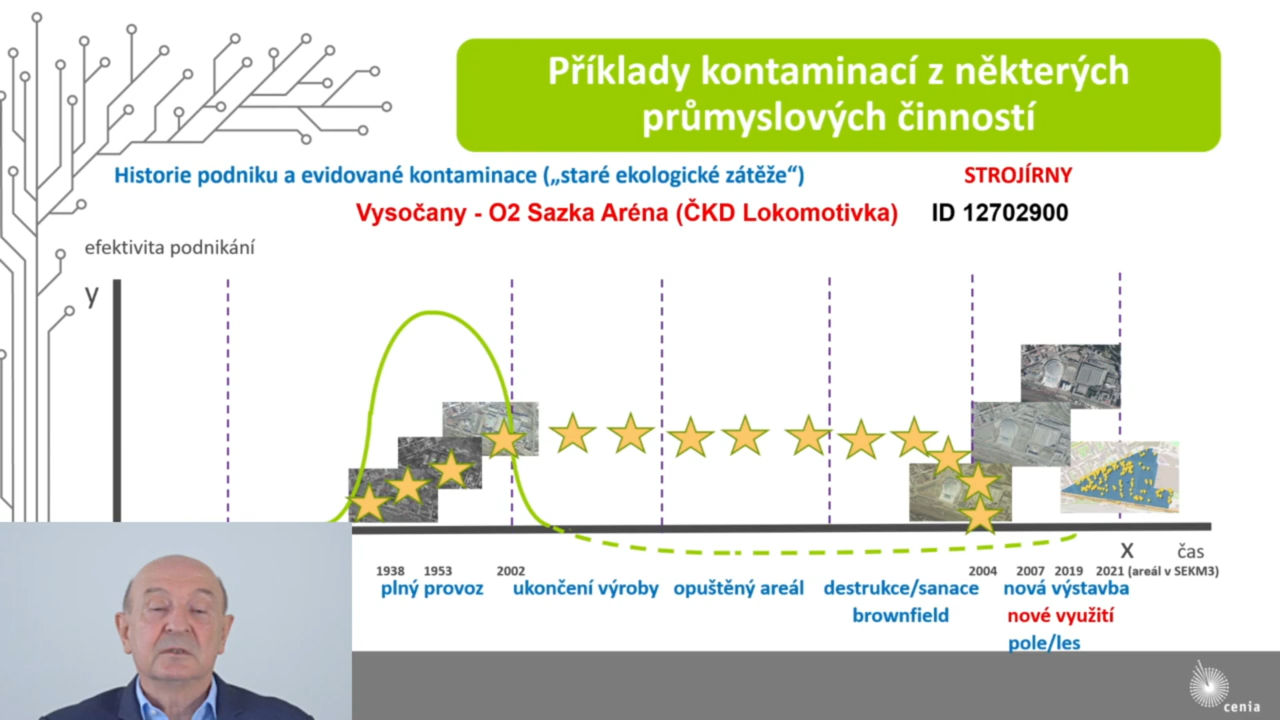 Příklady kontaminací z některých
průmyslových činností
Historie podniku a evidované kontaminace („staré ekologické zátěže“) STROJÍRNY
Vysočany - O2 Sazka Aréna (ČKD Lokomotivka) ID 12702900
efektivita podnikání
y
X čas
1938 1953 2002 2004 2007 2019 2021 (areál v SEKM3)
plný provoz ukončení výroby opuštěný areál destrukce/sanace nová výstavba
brownfield nové využití
pole/les
cenia